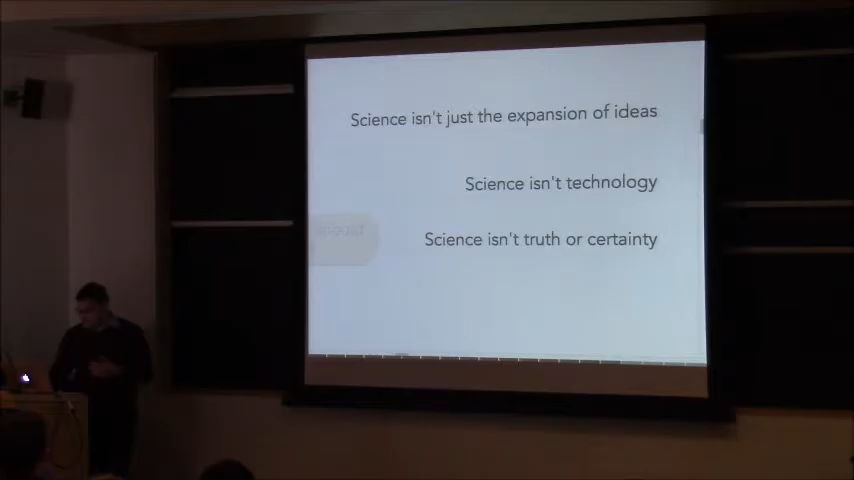 Science isn't just the expansion of ideas
Science isn't technology
Science isn't truth or certainty